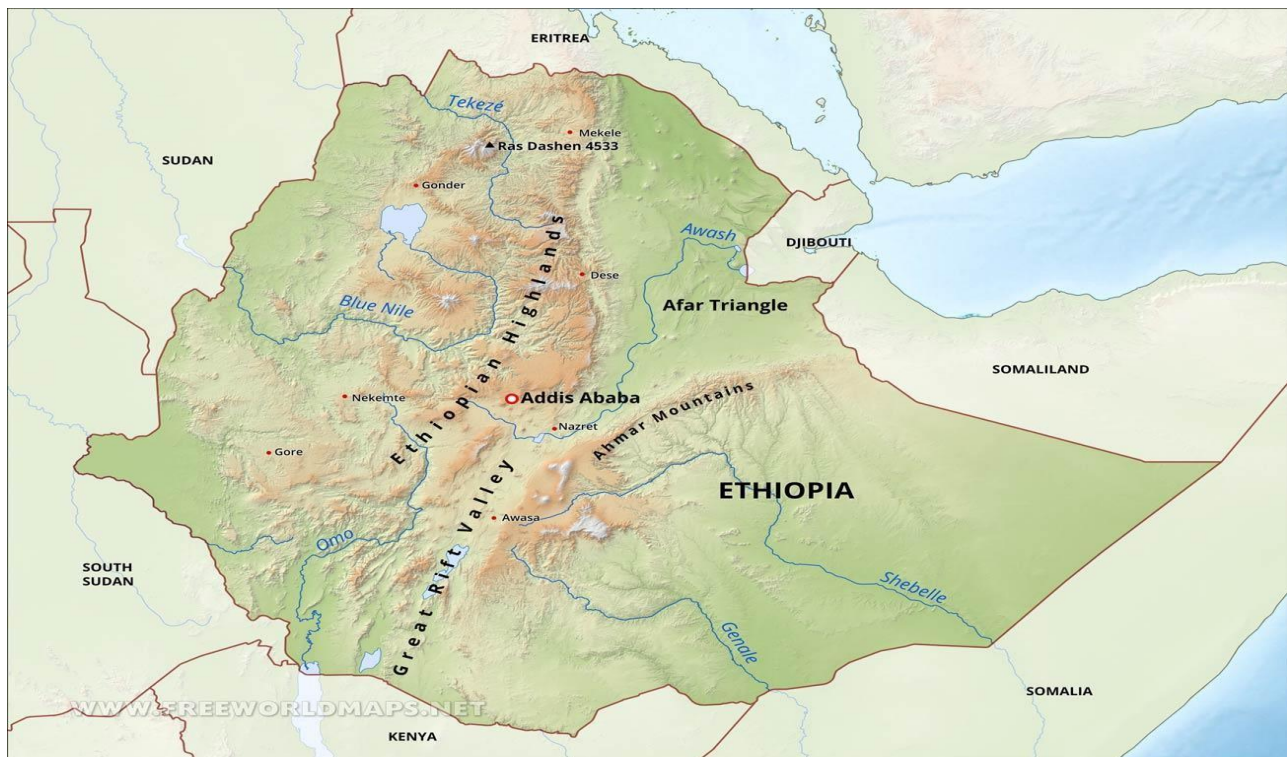 ERITREA
Tekezé
Mekele
Ras Dashen 4533
SUDAN
Gonder
Awash
DJIBOUTI
Dese
Blue Nile
Afar Triangle
Ethiopian Highlands
SOMALILAND
Ahmar Mountains
Nekemte
Addis Ababa
Nazret
Gore
ETHIOPIA
Great Rift Valley
Awasa
Omo
SOUTH
SUDAN
Shebelle
Genale
SOMALIA
WWW.FREEWORLDMAPS.NET
KENYA